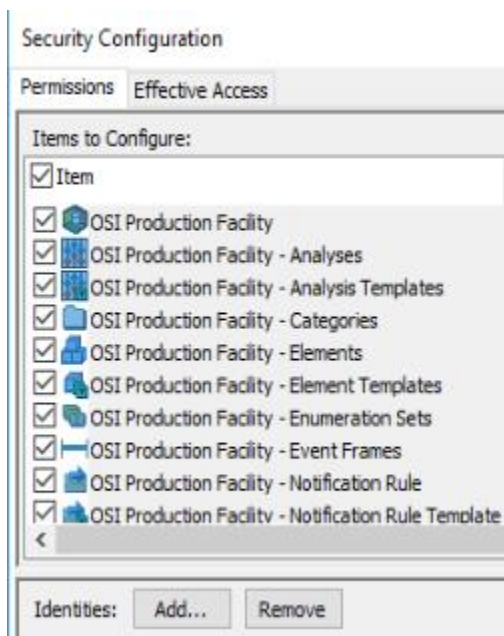 Security Configuration
Permissions Effective Access
Items to Configure:
Item
OSI Production Facility
OSI Production Facility - Analyses
OSI Production Facility - Analysis Templates
OSI Production Facility - Categories
OSI Production Facility - Elements
OSI Production Facility - Element Templates
OSI Production Facility - Enumeration Sets
OSI Production Facility - Event Frames
OSI Production Facility - Notification Rule
OSI Production Facility - Notification Rule Template
Identities: Add... Remove